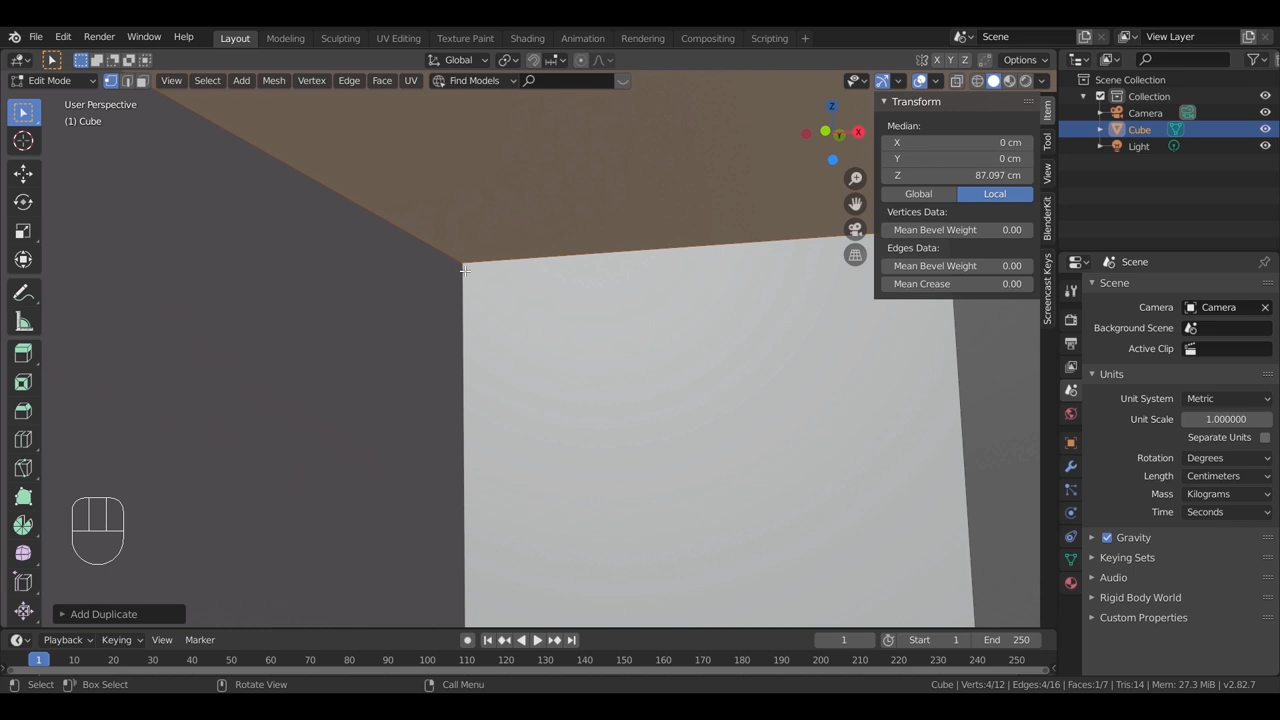 File Edit Render Window Help Layout Modeling Sculpting UV Editing Texture Paint Shading Animation Rendering Compositing Scripting + Scene View Layer
Global X Y Z Options
Edit Mode View Select Add Mesh Vertex Edge Face UV Find Models
User Perspective
(1) Cube
Z
X
Y
Transform
Median:
X 0 cm
Y 0 cm
Z 87.097 cm
Global Local
Vertices Data:
Mean Bevel Weight 0.00
Edges Data:
Mean Bevel Weight 0.00
Mean Crease 0.00
Item
Tool
View
BlenderKit
Screencast Keys
Scene Collection
Collection
Camera
Cube
Light
Scene
Scene
Camera Camera
Background Scene
Active Clip
Units
Unit System Metric
Unit Scale 1.000000
Separate Units
Rotation Degrees
Length Centimeters
Mass Kilograms
Time Seconds
Gravity
Keying Sets
Audio
Rigid Body World
Custom Properties
Add Duplicate
Playback Keying View Marker 1 Start 1 End 250
1 10 20 30 40 50 60 70 80 90 100 110 120 130 140 150 160 170 180 190 200 210 220 230 240 250
Select Box Select Rotate View Call Menu Cube | Verts:4/12 | Edges:4/16 | Faces:1/7 | Tris:14 | Mem: 27.3 MiB | v2.82.7